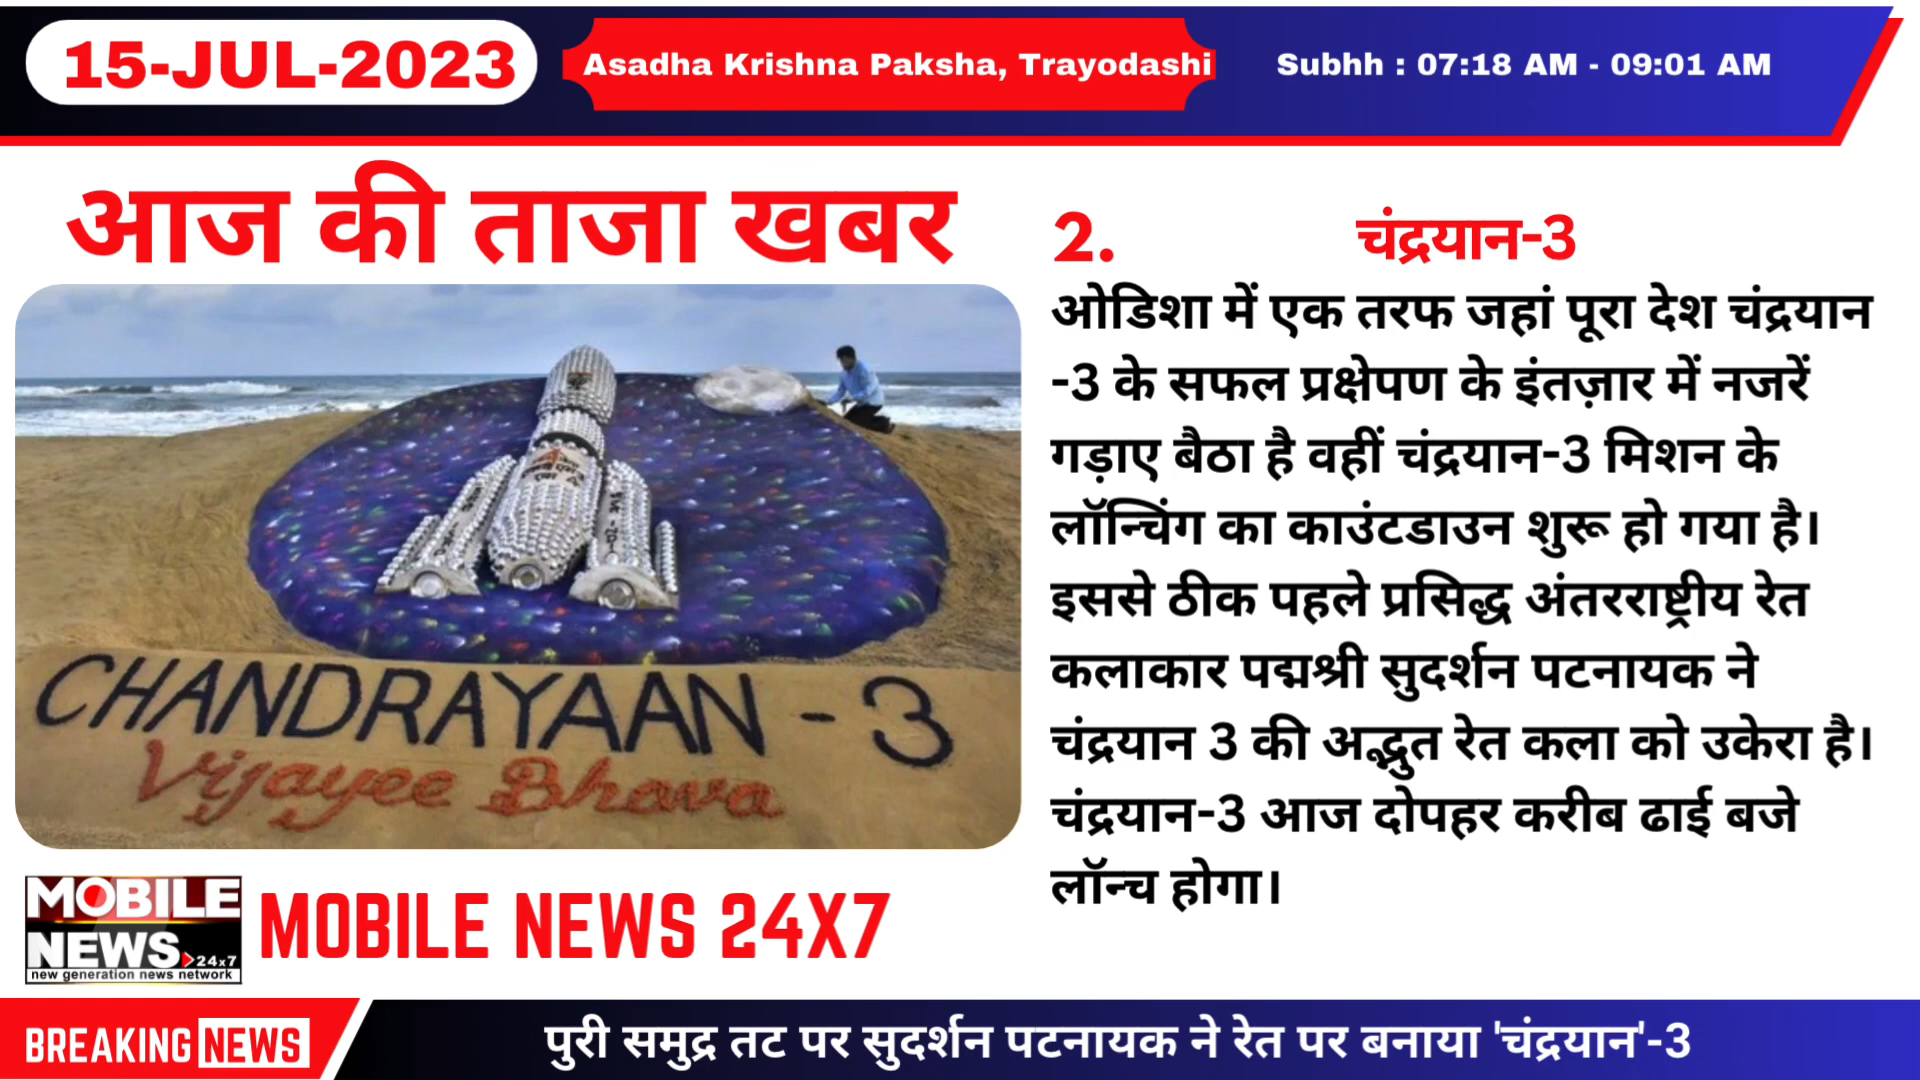 15-JUL-2023
Asadha Krishna Paksha, Trayodashi
Subhh : 07:18 AM - 09:01 AM
आज की ताजा खबर
CHANDRAYAAN - 3
Vijayee Bhava
2. चंद्रयान-3
ओडिशा में एक तरफ जहां पूरा देश चंद्रयान
-3 के सफल प्रक्षेपण के इंतज़ार में नजरें
गड़ाए बैठा है वहीं चंद्रयान-3 मिशन के
लॉन्चिंग का काउंटडाउन शुरू हो गया है।
इससे ठीक पहले प्रसिद्ध अंतरराष्ट्रीय रेत
कलाकार पद्मश्री सुदर्शन पटनायक ने
चंद्रयान 3 की अद्भुत रेत कला को उकेरा है।
चंद्रयान-3 आज दोपहर करीब ढाई बजे
लॉन्च होगा।
MOBILE
NEWS 24x7
new generation news network
MOBILE NEWS 24X7
BREAKING NEWS
पुरी समुद्र तट पर सुदर्शन पटनायक ने रेत पर बनाया 'चंद्रयान'-3